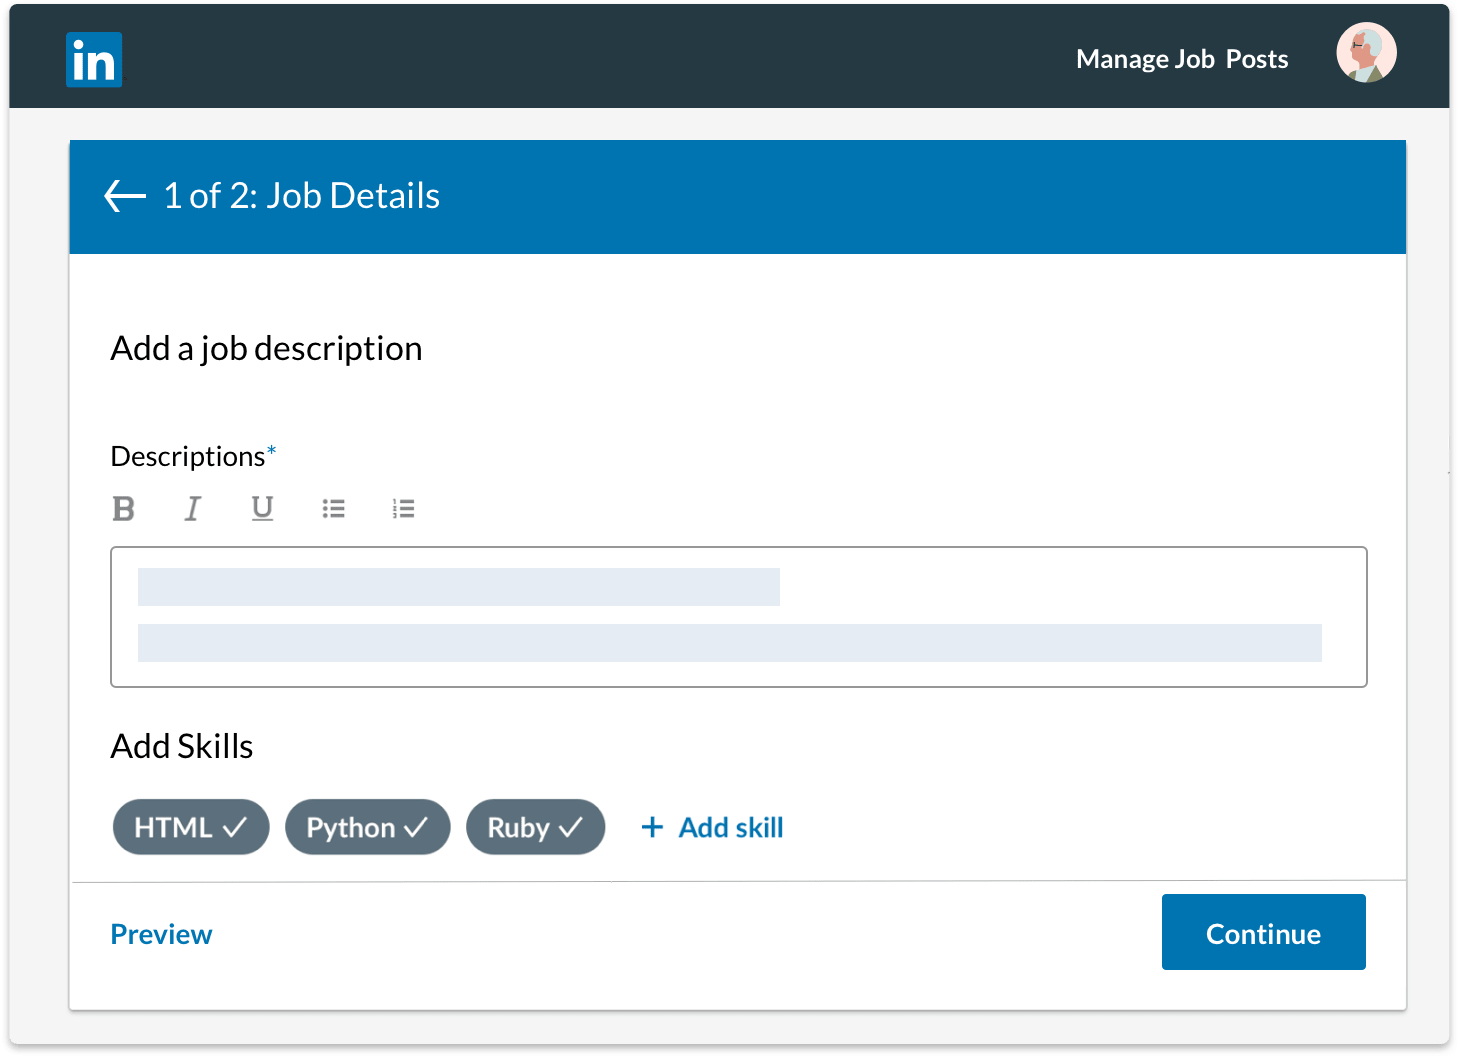 in
Manage Job Posts
1 of 2: Job Details
Add a job description
Descriptions*
B I U
Add Skills
HTML Python Ruby + Add skill
Preview
Continue